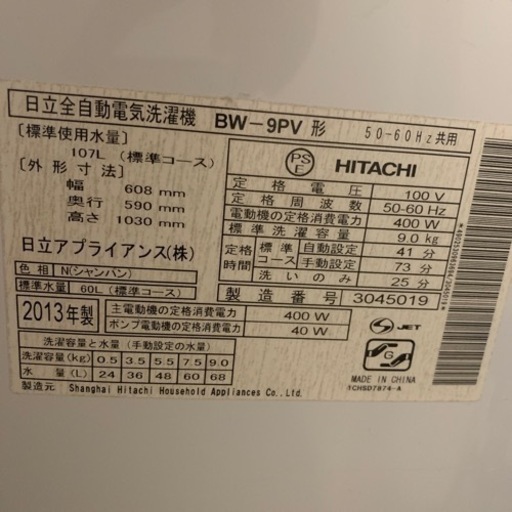 日立全自動電気洗濯機 BW-9PV 形 50-60Hz共用
〔標準使用水量〕
107L（標準コース）
〔外形寸法〕
幅 608 mm
奥行 590 mm
高さ 1030 mm
日立アプライアンス(株)
色相 N(シャンパン)
標準水量 60L（標準コース）
PS E HITACHI
定格電圧 100 V
定格周波数 50-60 Hz
電動機の定格消費電力 400 W
標準洗濯容量 9.0 kg
定格時間 標準コース 自動設定 41 分
手動設定 73 分
洗いのみ 25 分
製造番号 3045019
2013年製
主電動機の定格消費電力 400 W
ポンプ電動機の定格消費電力 40 W
洗濯容量と水量（手動設定の水量）
洗濯容量(kg) 0.5 3.5 5.5 7.5 9.0
水量(L) 24 36 48 60 68
製造元 Shanghai Hitachi Household Appliances Co.,Ltd.
S JET
G
MADE IN CHINA
1CHSD7874-A